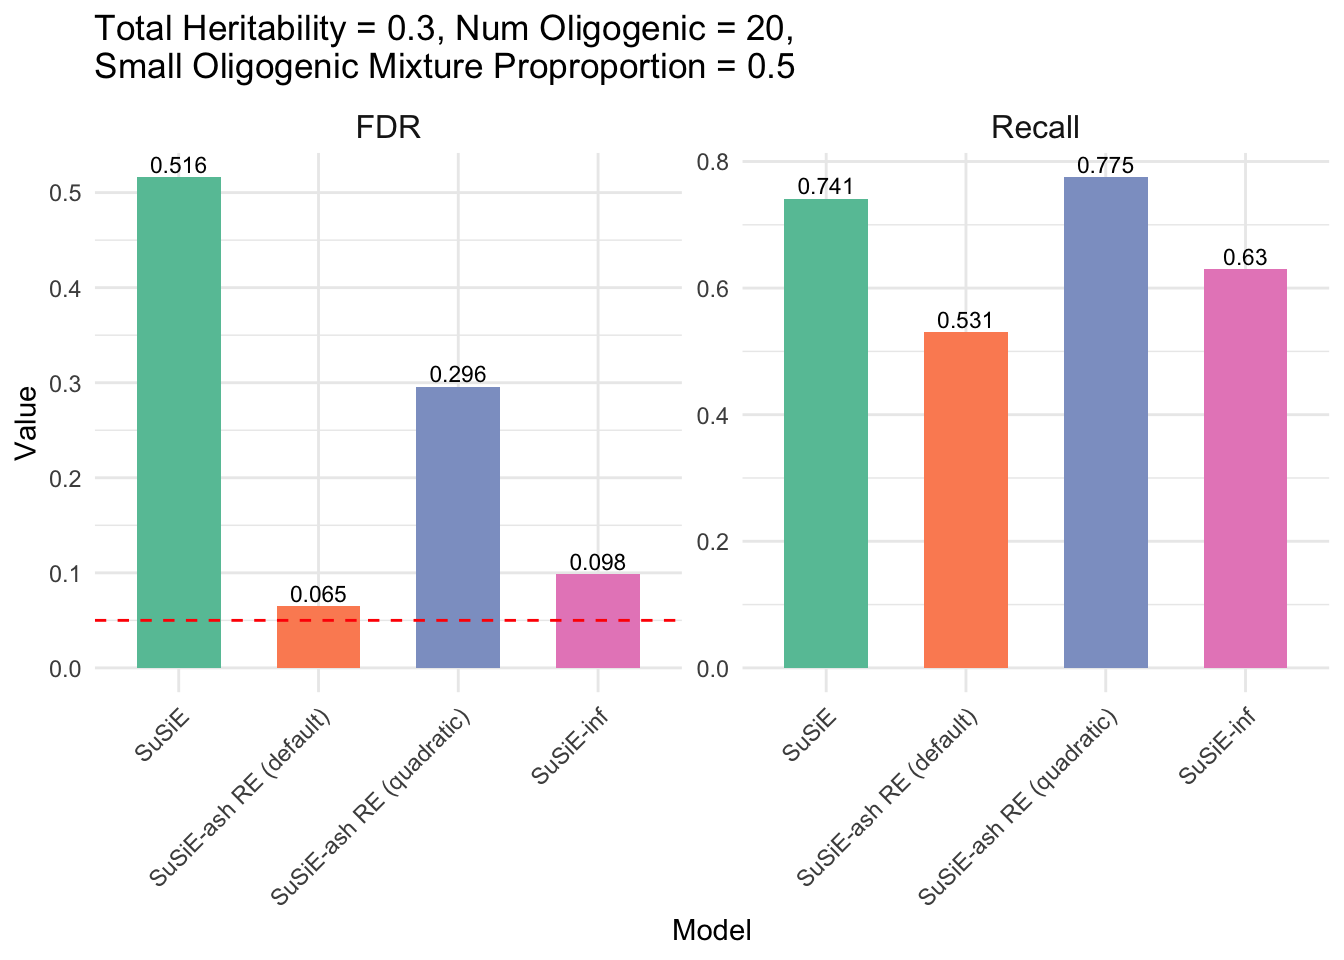 Total Heritability = 0.3, Num Oligogenic = 20,
Small Oligogenic Mixture Proproportion = 0.5
FDR
Recall
Value
0.5
0.4
0.3
0.2
0.1
0.0
0.516
0.065
0.296
0.098
SuSiE
SuSiE-ash RE (default)
SuSiE-ash RE (quadratic)
SuSiE-inf
0.8
0.6
0.4
0.2
0.0
0.741
0.531
0.775
0.63
SuSiE
SuSiE-ash RE (default)
SuSiE-ash RE (quadratic)
SuSiE-inf
Model